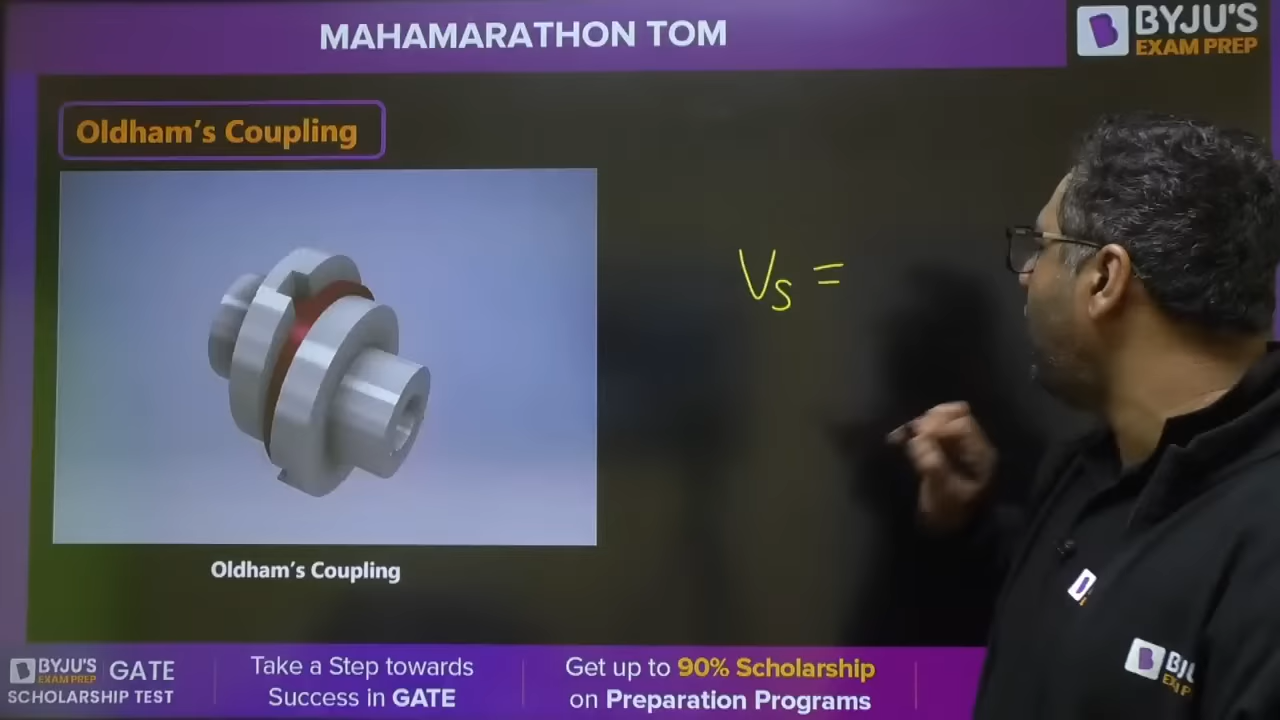 MAHAMARATHON TOM
BYJU'S
EXAM PREP
Oldham's Coupling
Vs =
Oldham's Coupling
BYJU'S
EXAM PREP
GATE
SCHOLARSHIP TEST
Take a Step towards
Success in GATE
Get up to 90% Scholarship
on Preparation Programs